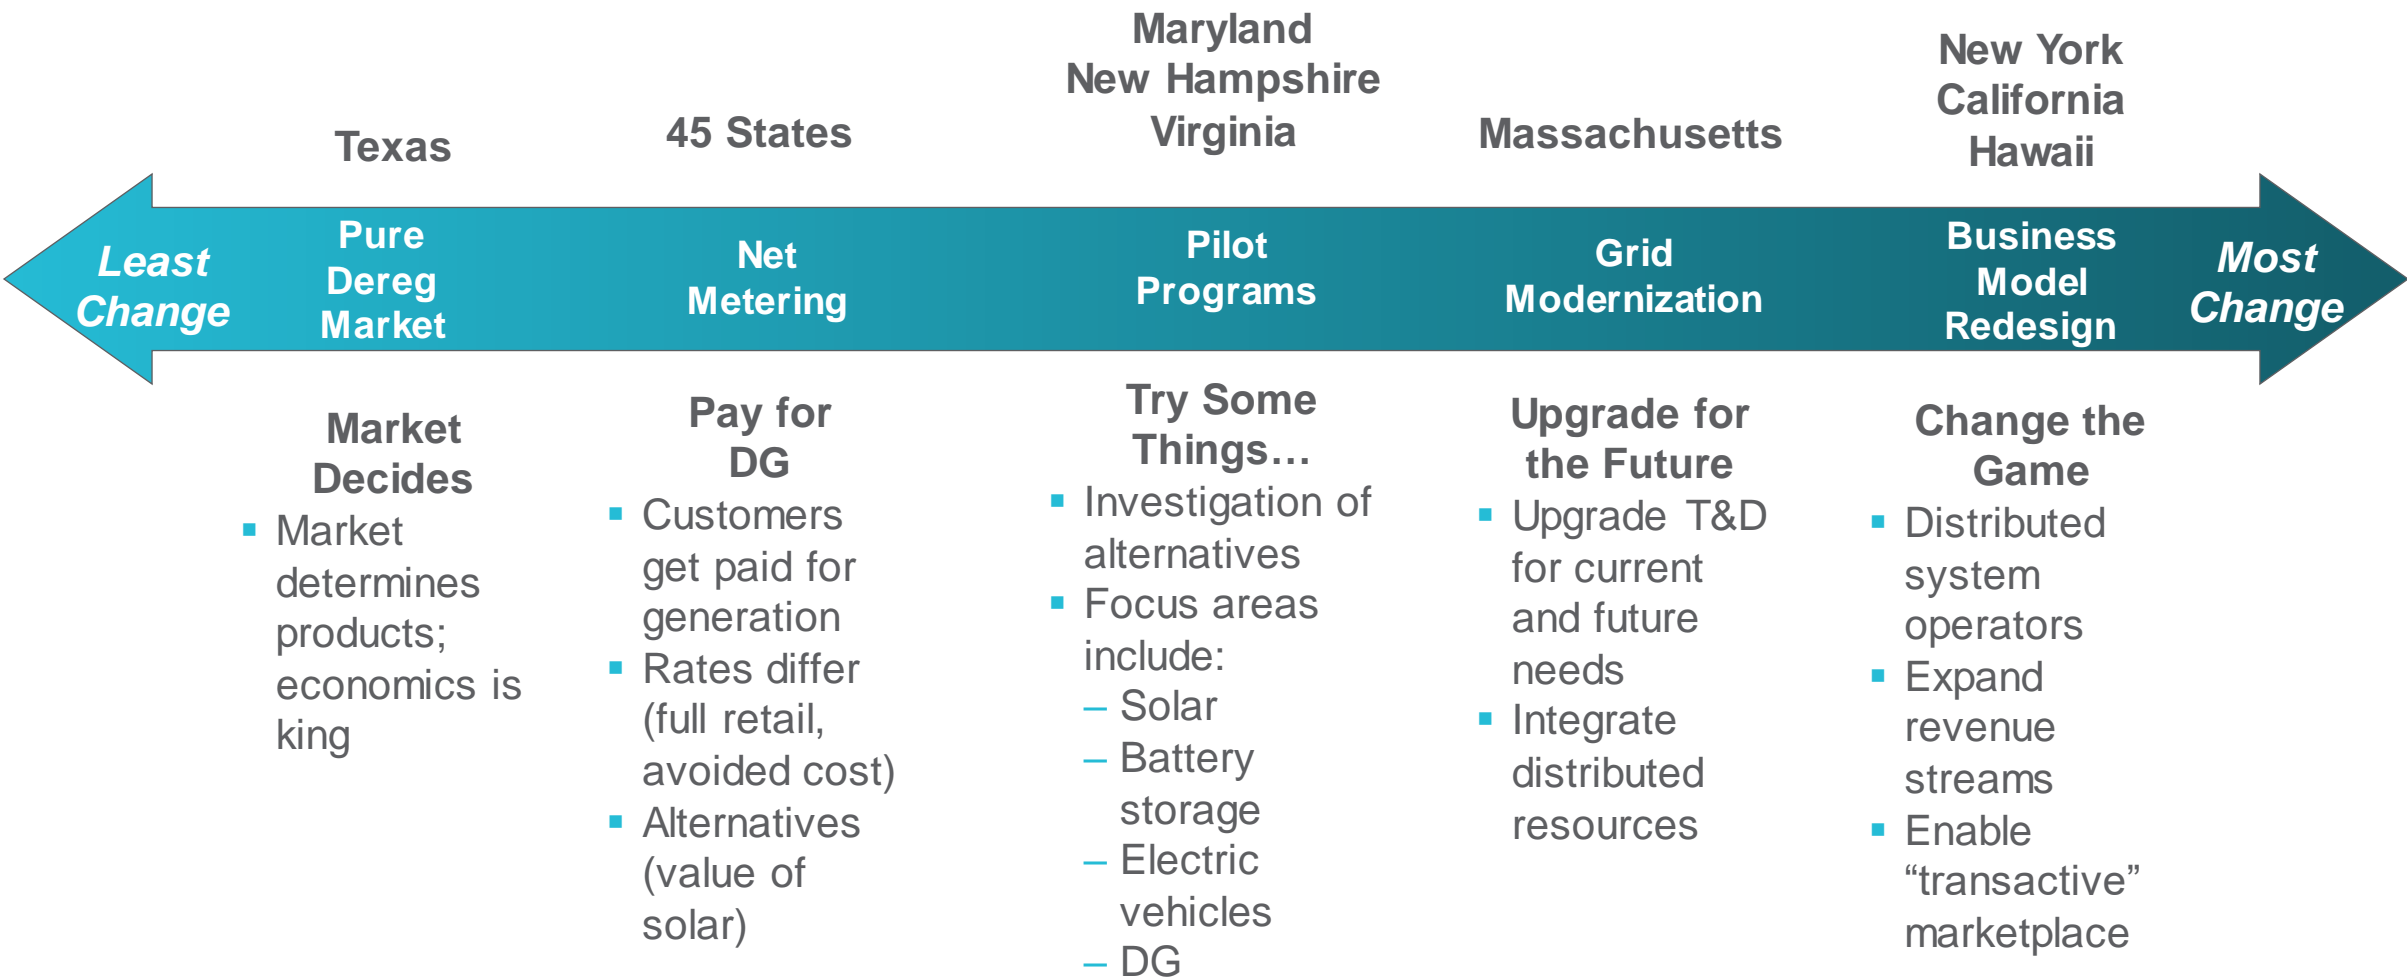 Texas
45 States
Maryland
New Hampshire
Virginia
Massachusetts
New York
California
Hawaii
Least
Change
Pure
Dereg
Market
Net
Metering
Pilot
Programs
Grid
Modernization
Business
Model
Redesign
Most
Change
Market
Decides
▪ Market
determines
products;
economics is
king
Pay for
DG
▪ Customers
get paid for
generation
▪ Rates differ
(full retail,
avoided cost)
▪ Alternatives
(value of
solar)
Try Some
Things…
▪ Investigation of
alternatives
▪ Focus areas
include:
– Solar
– Battery
storage
– Electric
vehicles
– DG
Upgrade for
the Future
▪ Upgrade T&D
for current
and future
needs
▪ Integrate
distributed
resources
Change the
Game
▪ Distributed
system
operators
▪ Expand
revenue
streams
▪ Enable
“transactive”
marketplace